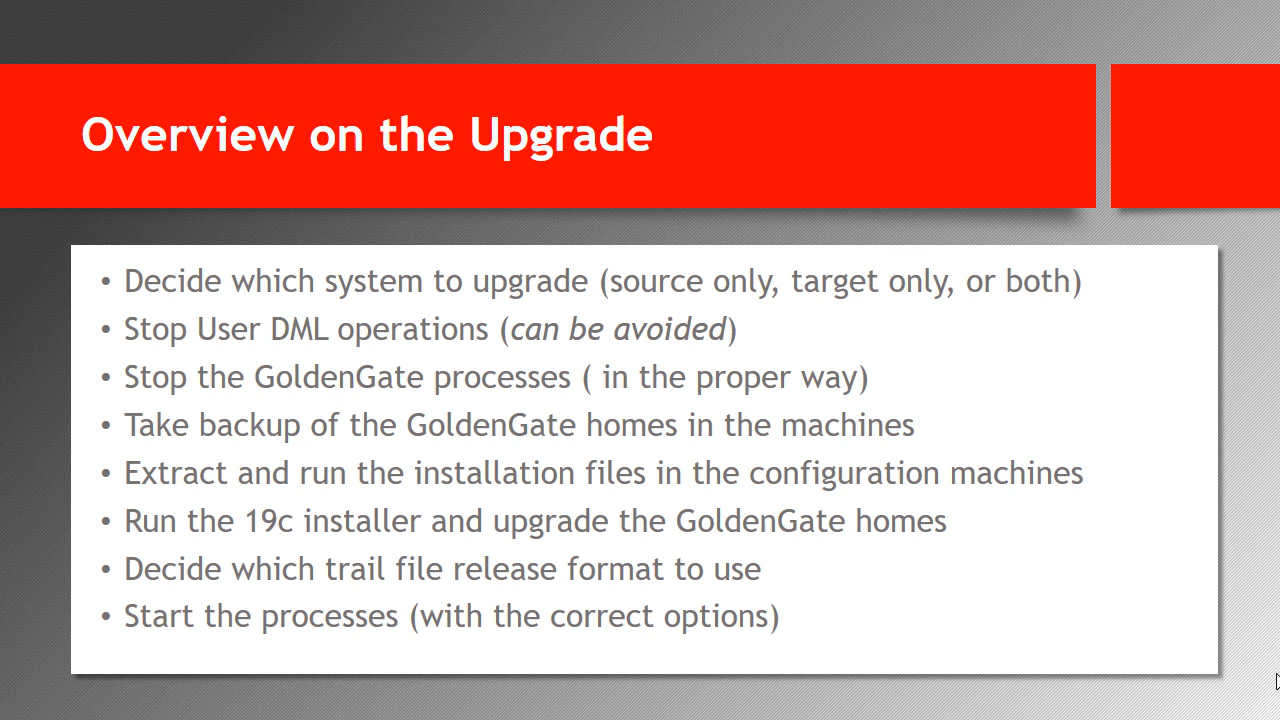 Overview on the Upgrade
• Decide which system to upgrade (source only, target only, or both)
• Stop User DML operations (can be avoided)
• Stop the GoldenGate processes ( in the proper way)
• Take backup of the GoldenGate homes in the machines
• Extract and run the installation files in the configuration machines
• Run the 19c installer and upgrade the GoldenGate homes
• Decide which trail file release format to use
• Start the processes (with the correct options)